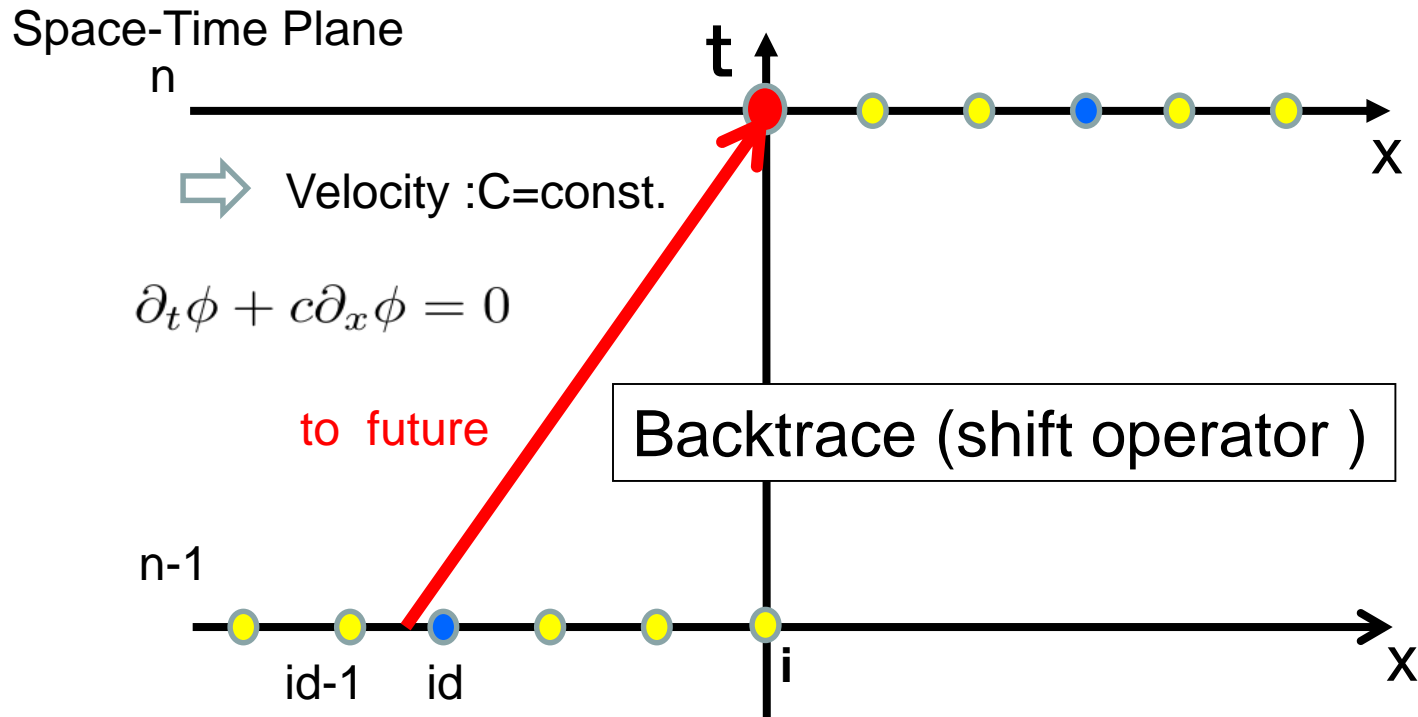 Space-Time Plane
n
t
x
Velocity :C=const.
∂ₜϕ + c∂ₓϕ = 0
to future
Backtrace (shift operator )
n-1
id-1
id
i
x